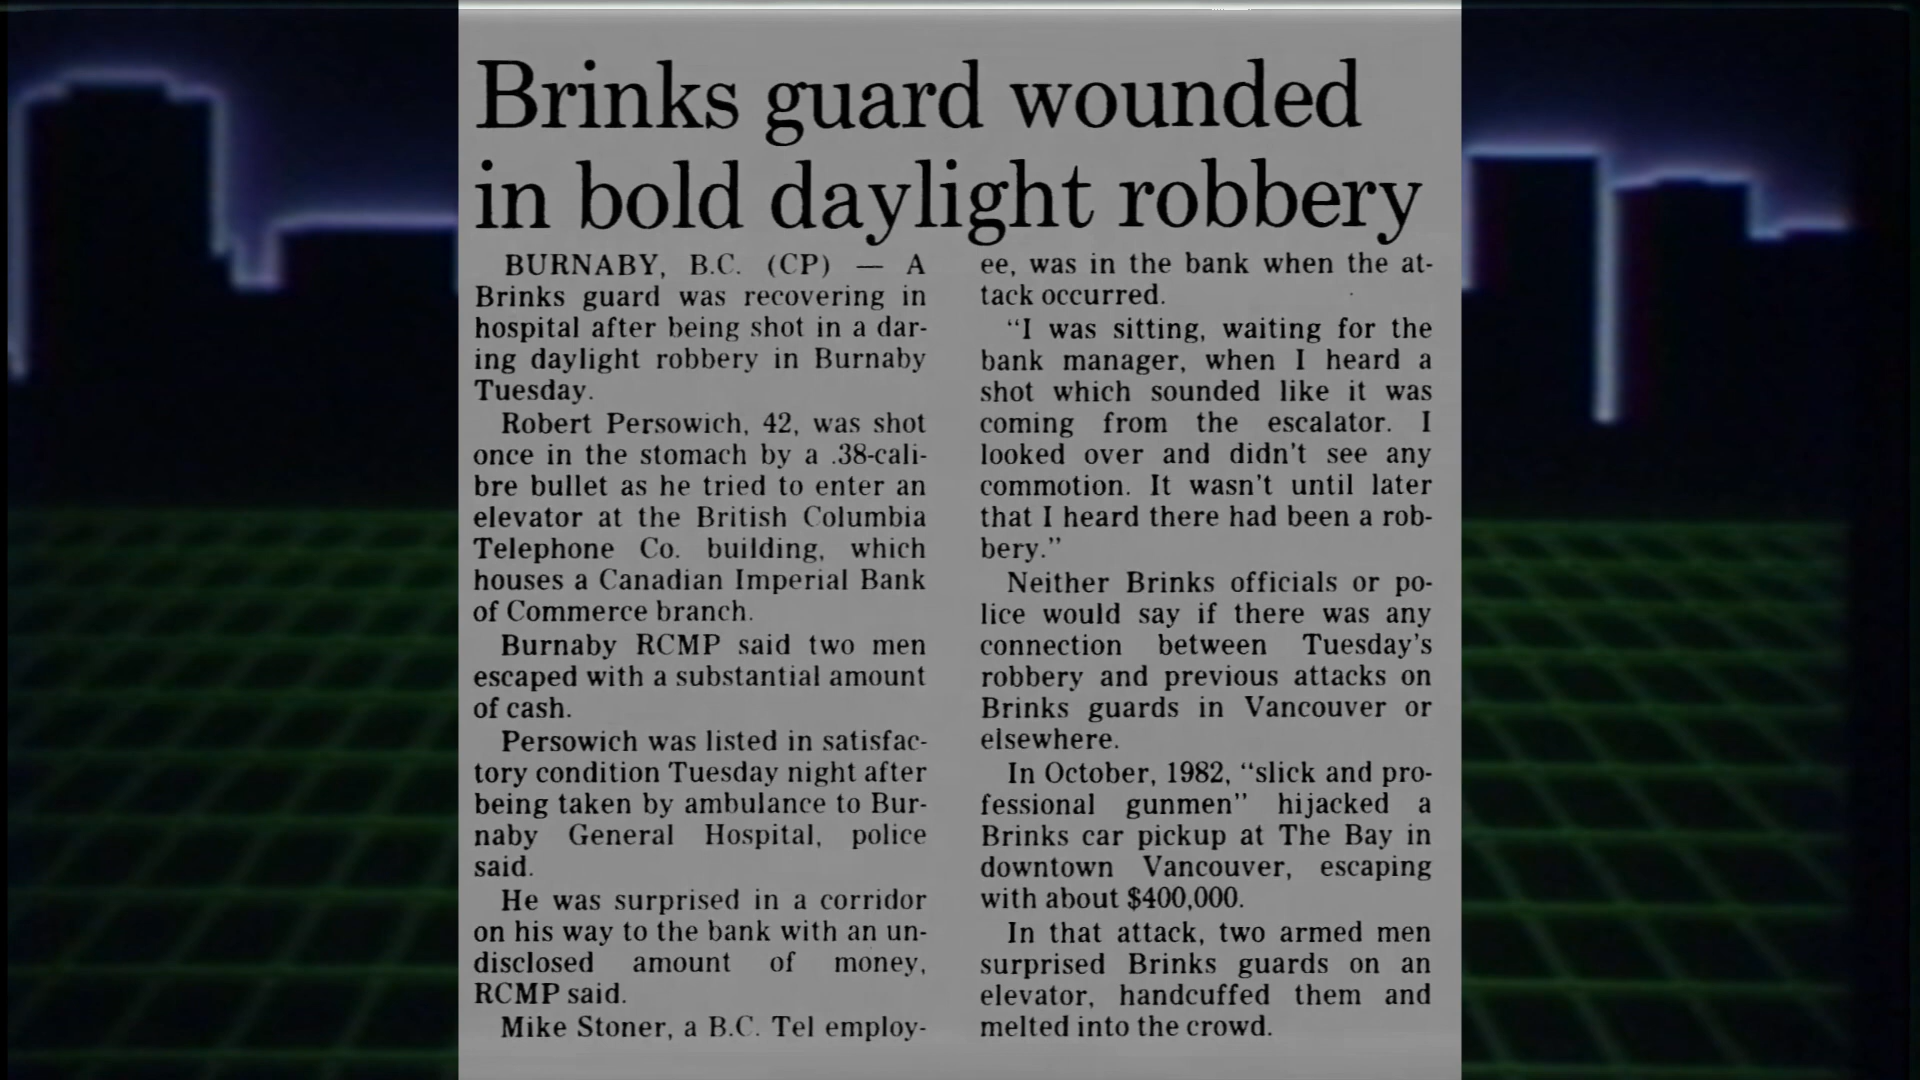 Brinks guard wounded
in bold daylight robbery
BURNABY, B.C. (CP) — A
Brinks guard was recovering in
hospital after being shot in a dar-
ing daylight robbery in Burnaby
Tuesday.
Robert Persowich, 42, was shot
once in the stomach by a .38-cali-
bre bullet as he tried to enter an
elevator at the British Columbia
Telephone Co. building, which
houses a Canadian Imperial Bank
of Commerce branch.
Burnaby RCMP said two men
escaped with a substantial amount
of cash.
Persowich was listed in satisfac-
tory condition Tuesday night after
being taken by ambulance to Bur-
naby General Hospital, police
said.
He was surprised in a corridor
on his way to the bank with an un-
disclosed amount of money,
RCMP said.
Mike Stoner, a B.C. Tel employ-
ee, was in the bank when the at-
tack occurred.
“I was sitting, waiting for the
bank manager, when I heard a
shot which sounded like it was
coming from the escalator. I
looked over and didn't see any
commotion. It wasn't until later
that I heard there had been a rob-
bery.”
Neither Brinks officials or po-
lice would say if there was any
connection between Tuesday's
robbery and previous attacks on
Brinks guards in Vancouver or
elsewhere.
In October, 1982, “slick and pro-
fessional gunmen” hijacked a
Brinks car pickup at The Bay in
downtown Vancouver, escaping
with about $400,000.
In that attack, two armed men
surprised Brinks guards on an
elevator, handcuffed them and
melted into the crowd.